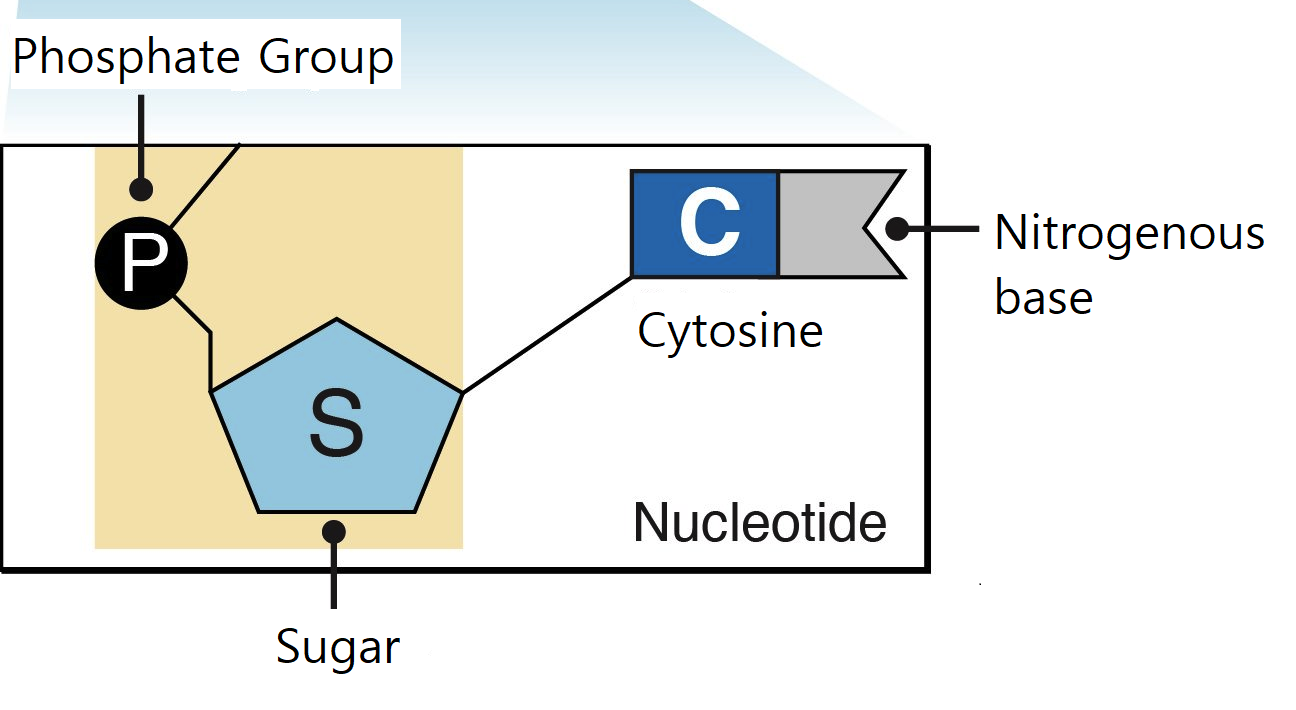 Phosphate Group
P
C
Nitrogenous
base
Cytosine
S
Nucleotide
Sugar